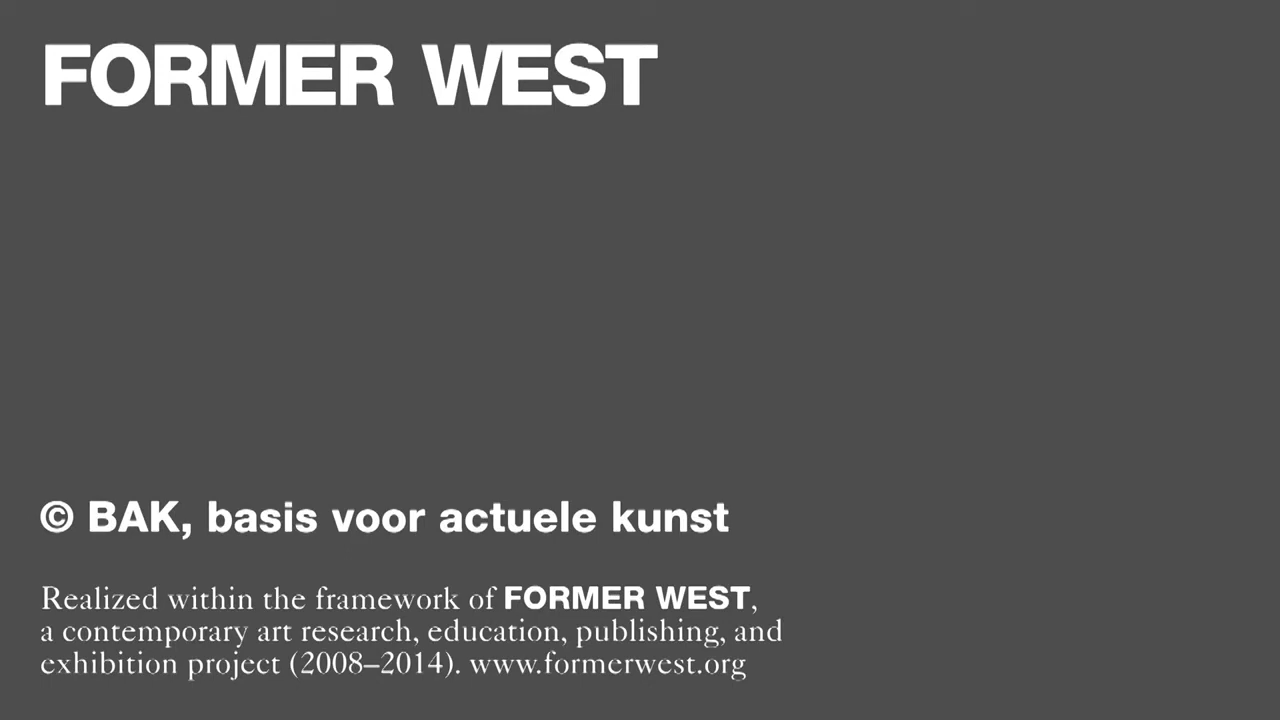 FORMER WEST
© BAK, basis voor actuele kunst
Realized within the framework of FORMER WEST,
a contemporary art research, education, publishing, and
exhibition project (2008–2014). www.formerwest.org